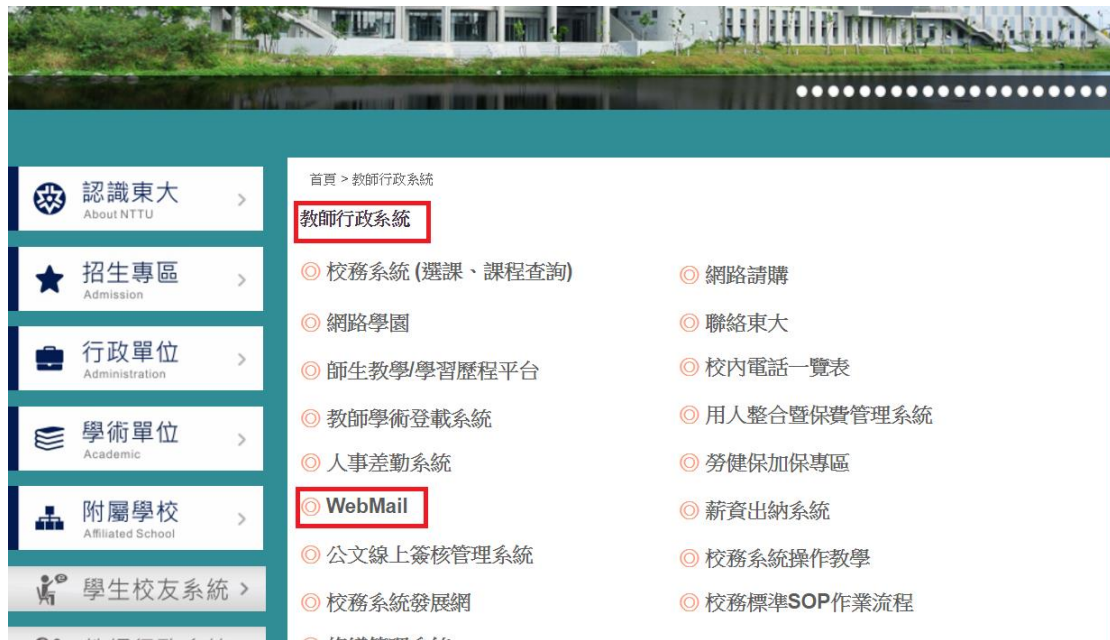 認識東大
About NTTU
招生專區
Admission
行政單位
Administration
學術單位
Academic
附屬學校
Affiliated School
學生校友系統
首頁 > 教師行政系統
教師行政系統
◎ 校務系統 (選課、課程查詢)
◎ 網路學園
◎ 師生教學/學習歷程平台
◎ 教師學術登載系統
◎ 人事差勤系統
◎ WebMail
◎ 公文線上簽核管理系統
◎ 校務系統發展網
◎ 網路請購
◎ 聯絡東大
◎ 校內電話一覽表
◎ 用人整合暨保費管理系統
◎ 勞健保加保專區
◎ 薪資出納系統
◎ 校務系統操作教學
◎ 校務標準SOP作業流程